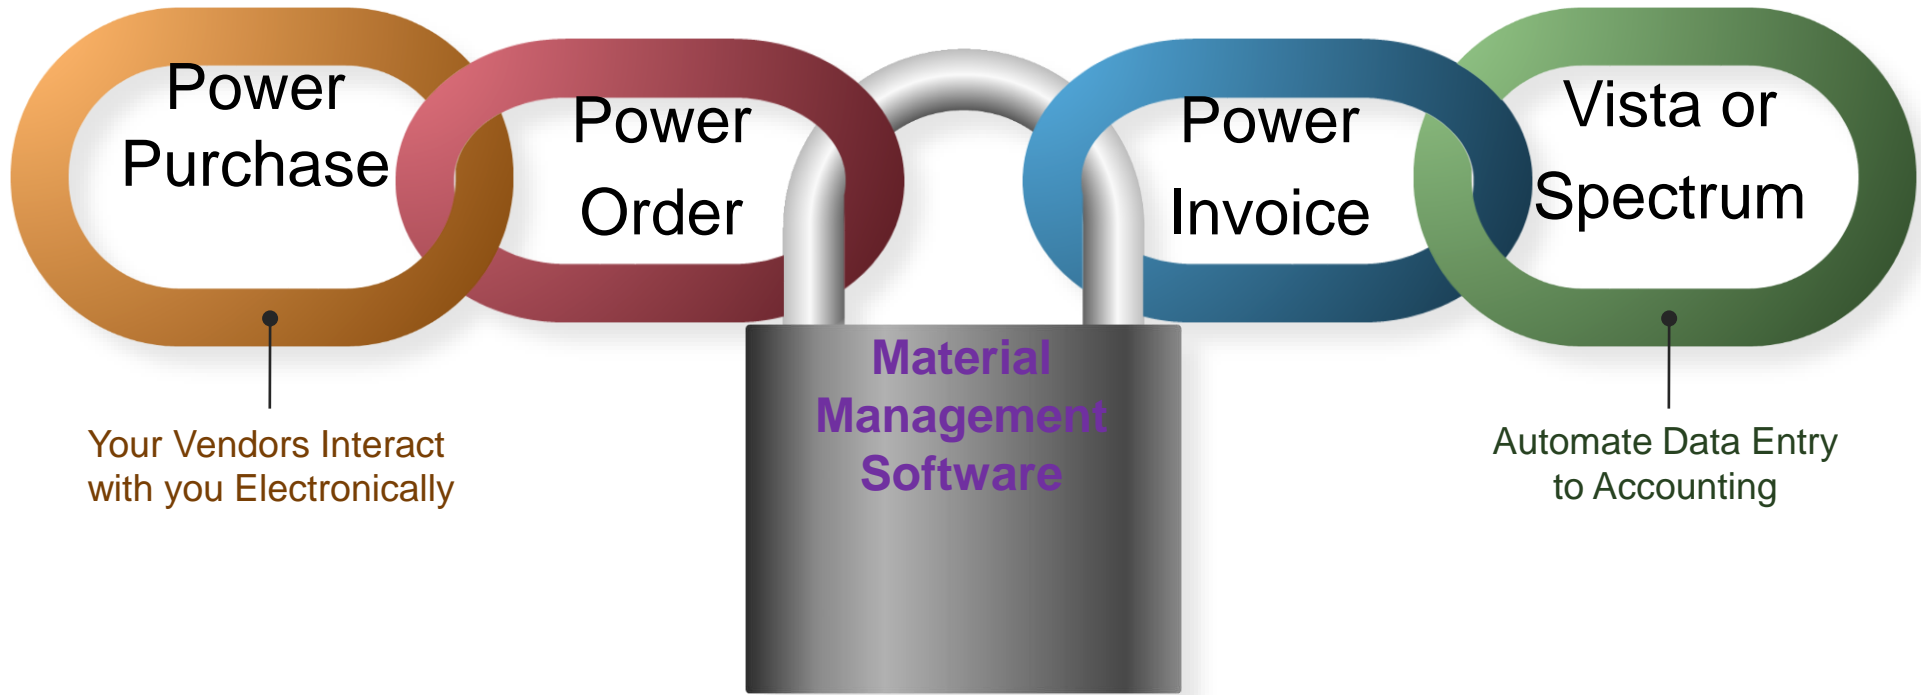 Power
Purchase
Power
Order
Power
Invoice
Vista or
Spectrum
Material
Management
Software
Your Vendors Interact
with you Electronically
Automate Data Entry
to Accounting